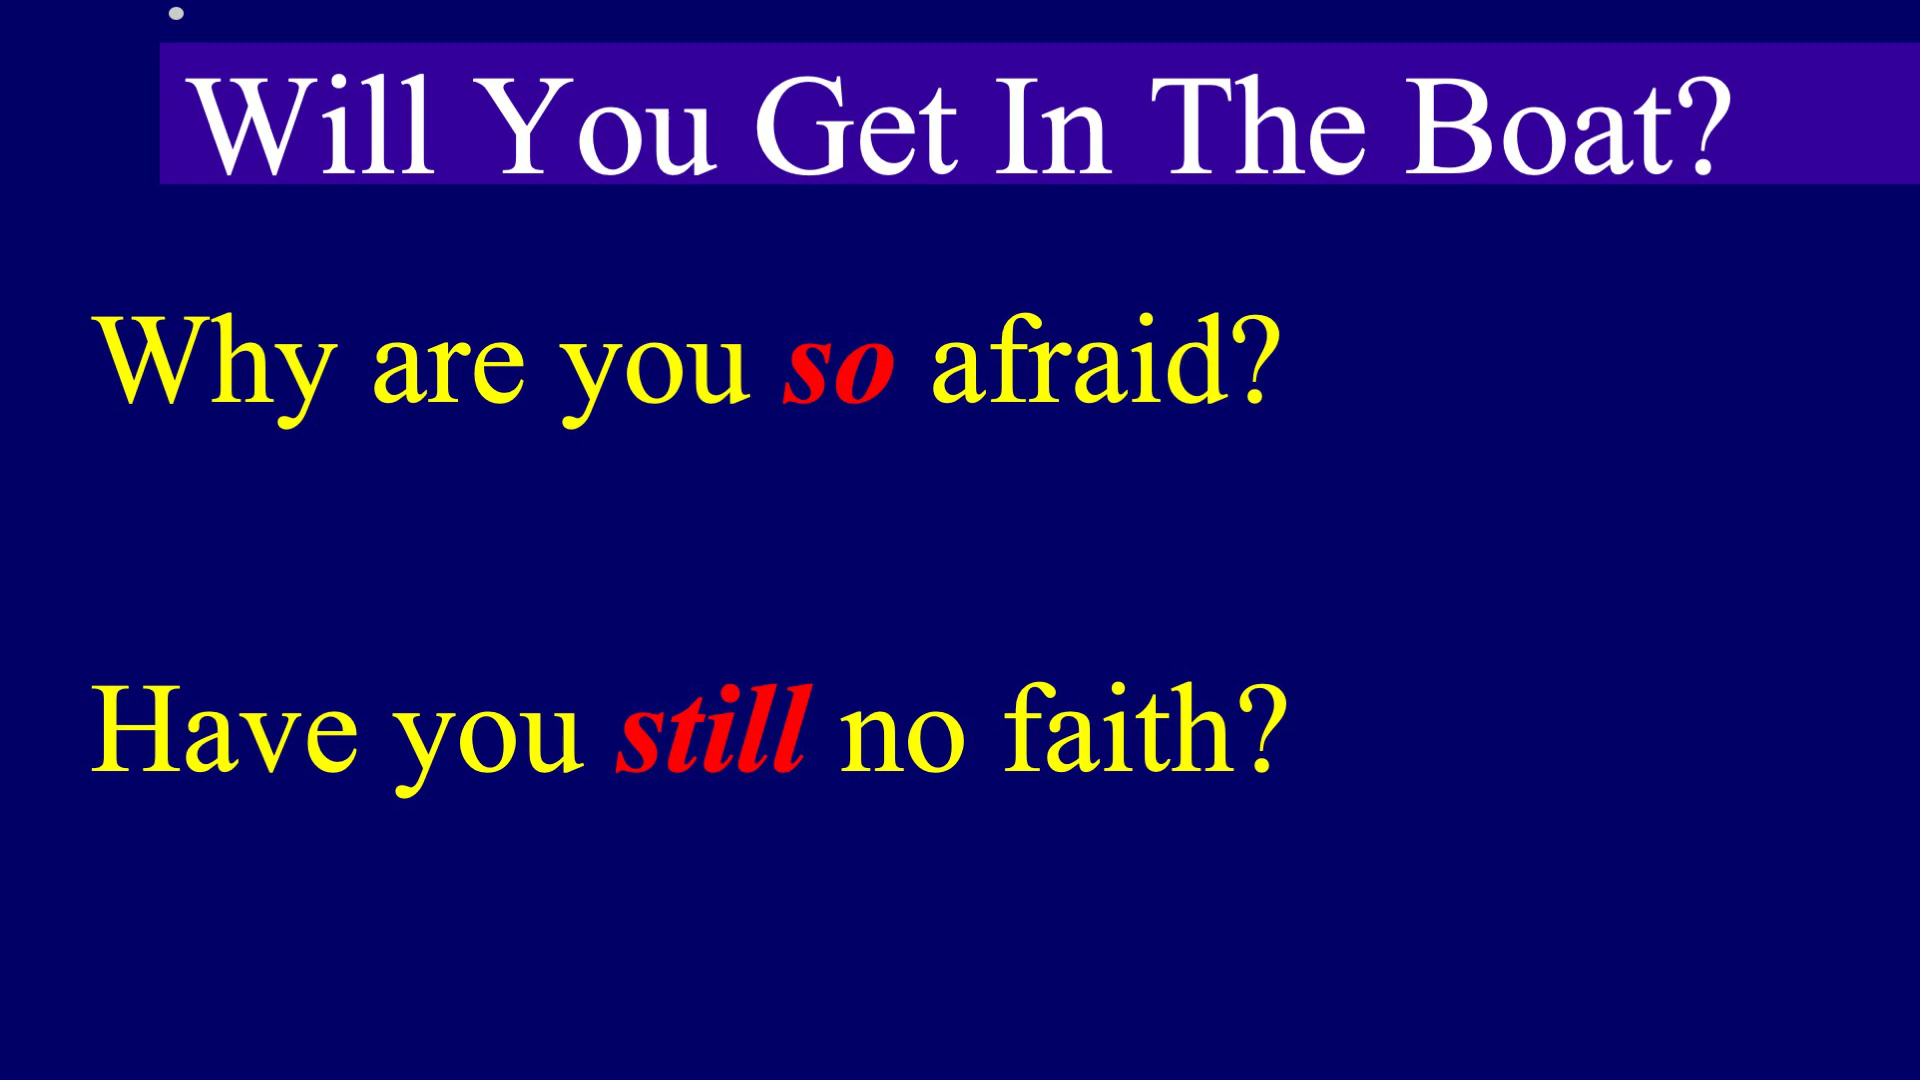 Will You Get In The Boat?
Why are you so afraid?
Have you still no faith?